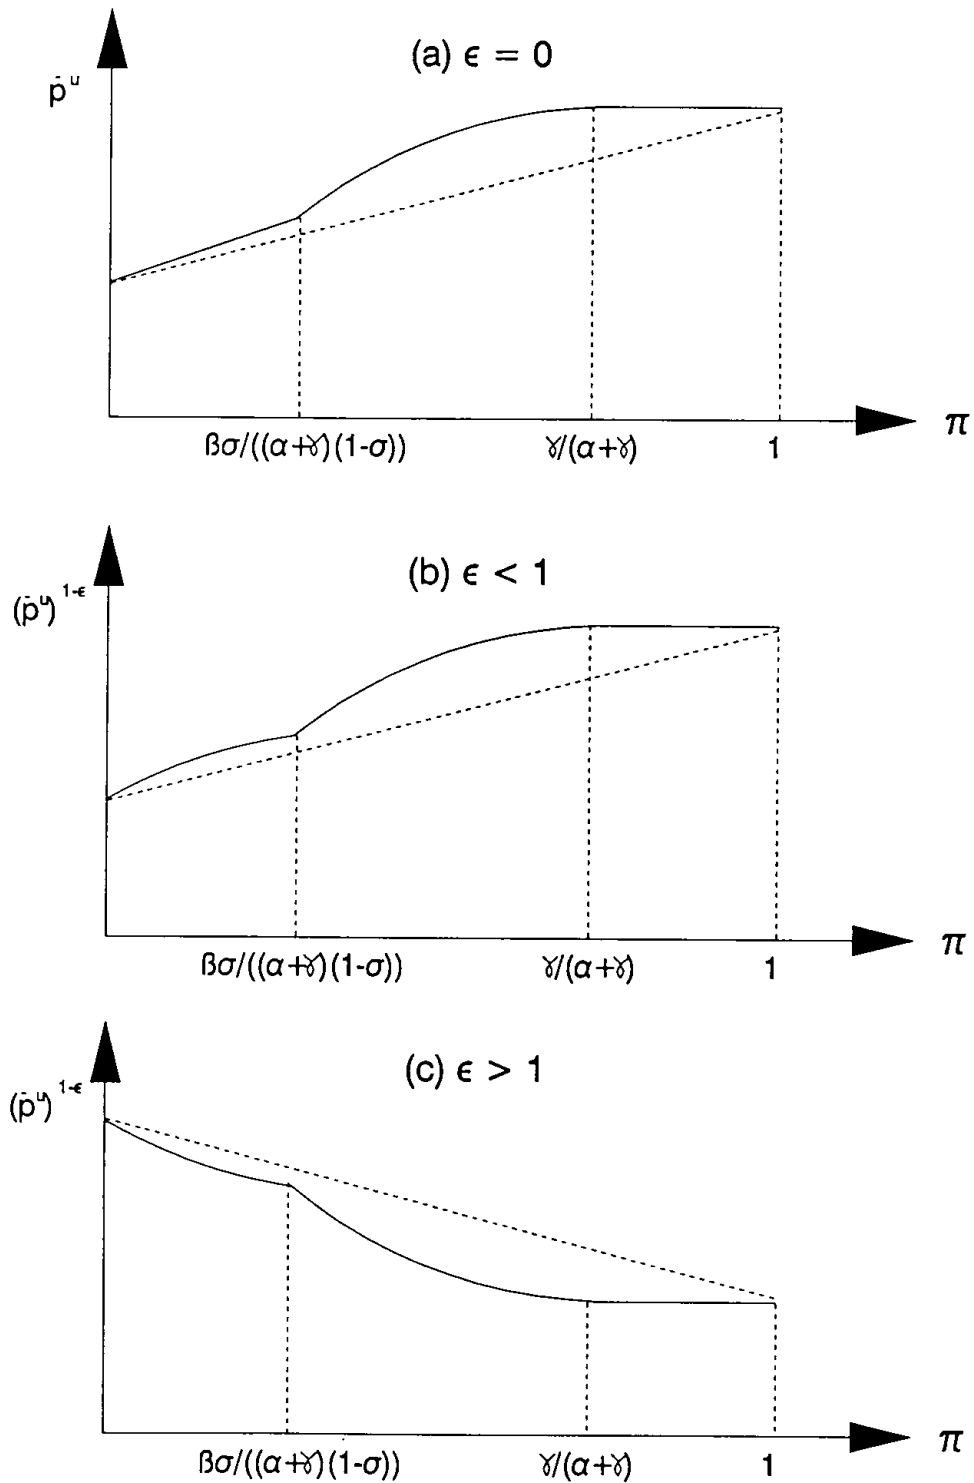 (a) ϵ = 0
p̄ᵘ
π
βσ/((α+γ)(1-σ)) γ/(α+γ) 1
(b) ϵ < 1
(p̄ᵘ)¹⁻ᵋ
π
βσ/((α+γ)(1-σ)) γ/(α+γ) 1
(c) ϵ > 1
(p̄ᵘ)¹⁻ᵋ
π
βσ/((α+γ)(1-σ)) γ/(α+γ) 1